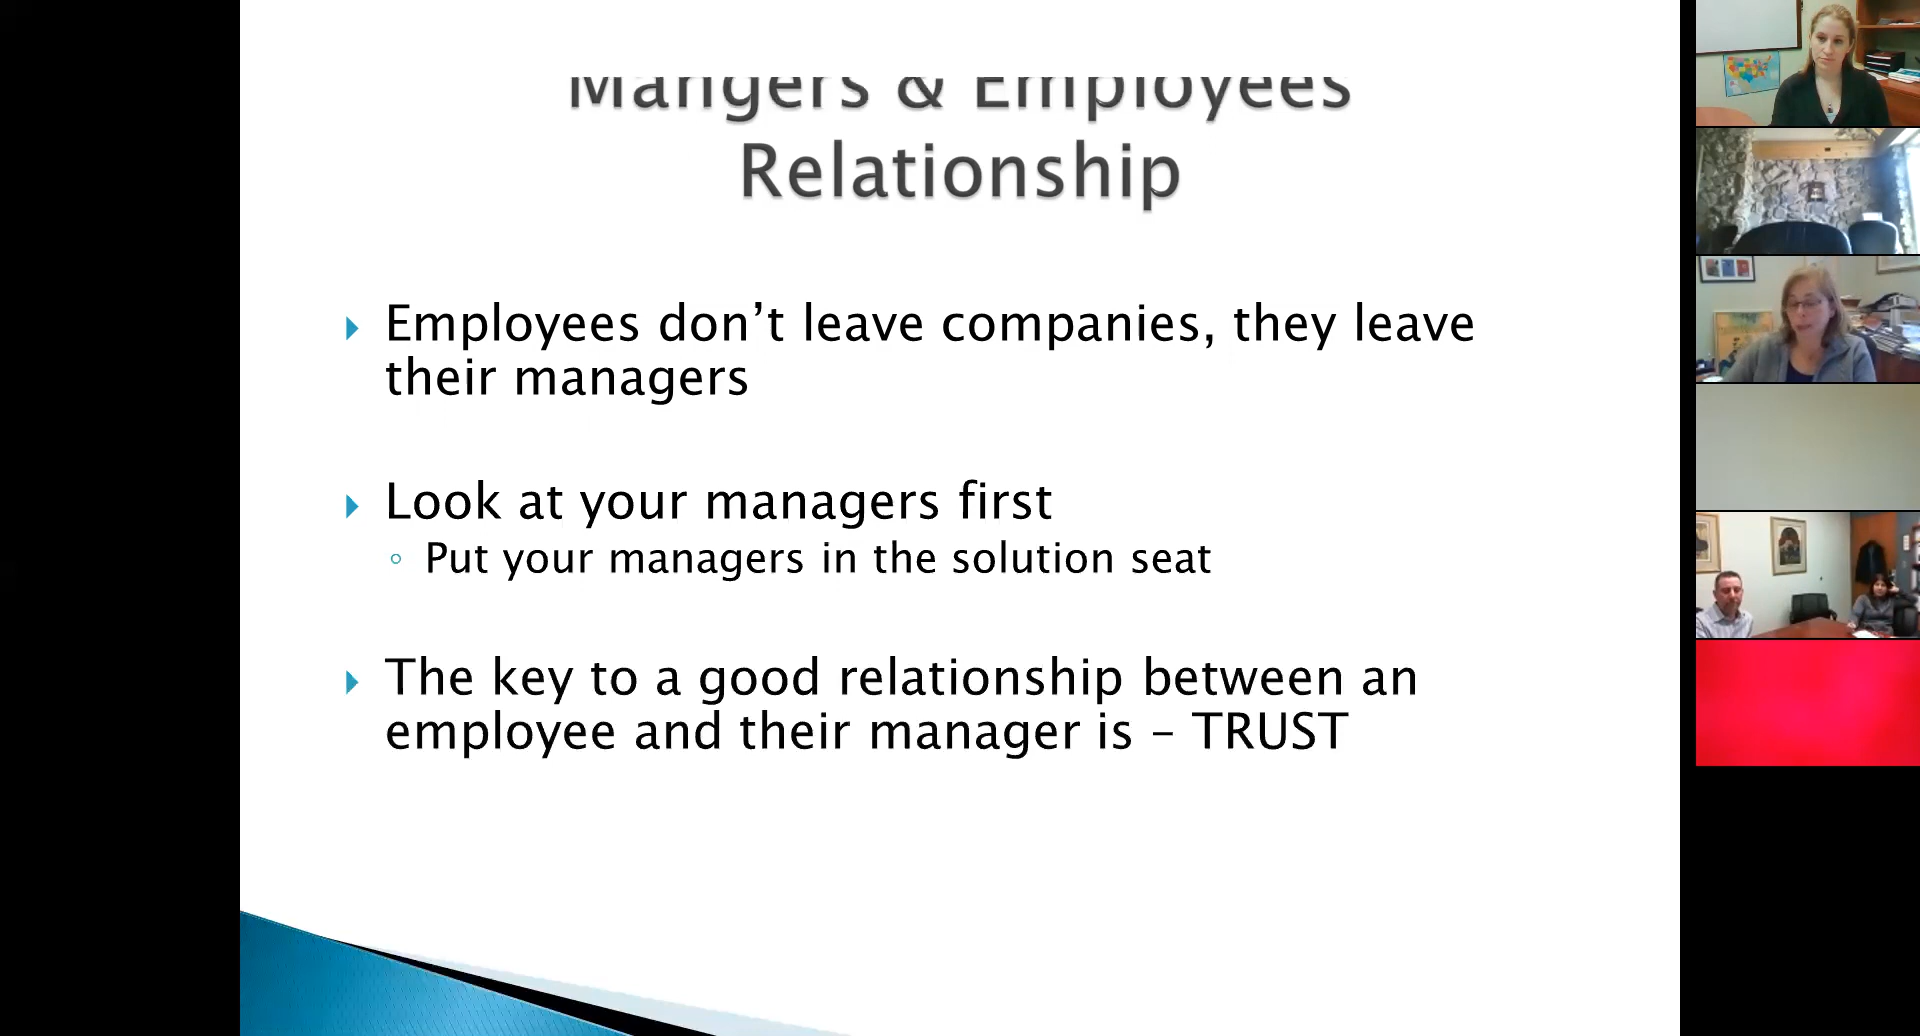 Mangers & Employees
Relationship
Employees don’t leave companies, they leave
their managers
Look at your managers first
Put your managers in the solution seat
The key to a good relationship between an
employee and their manager is – TRUST